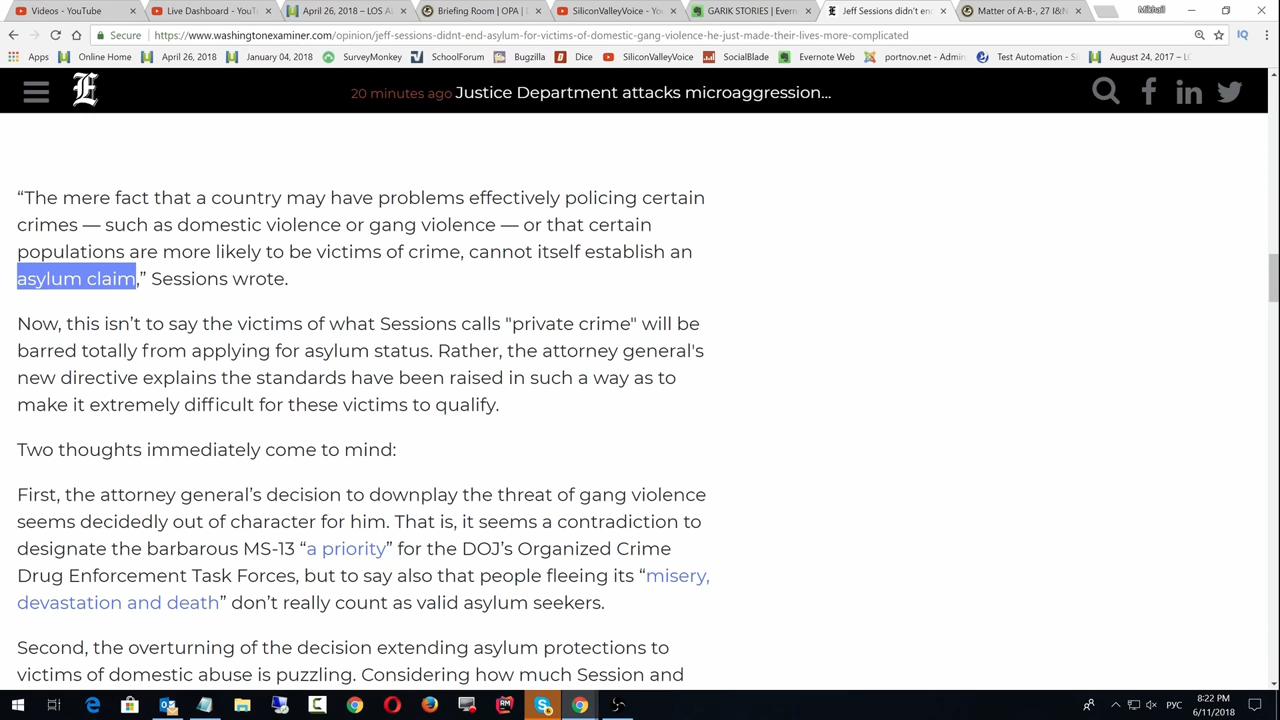 Videos - YouTube
Live Dashboard - YouT
April 26, 2018 – LOS A
Briefing Room | OPA | D
SiliconValleyVoice - Yo
GARIK STORIES | Evern
Jeff Sessions didn't en
Matter of A-B-, 27 I&N
Mikhail
Secure
https://www.washingtonexaminer.com/opinion/jeff-sessions-didnt-end-asylum-for-victims-of-domestic-gang-violence-he-just-made-their-lives-more-complicated
IQ
Apps
Online Home
April 26, 2018
January 04, 2018
SurveyMonkey
SchoolForum
Bugzilla
Dice
SiliconValleyVoice
SocialBlade
Evernote Web
portnov.net - Admin
Test Automation - Si
August 24, 2017 – L
E
20 minutes ago Justice Department attacks microaggression...
“The mere fact that a country may have problems effectively policing certain
crimes — such as domestic violence or gang violence — or that certain
populations are more likely to be victims of crime, cannot itself establish an
asylum claim,” Sessions wrote.
Now, this isn’t to say the victims of what Sessions calls "private crime" will be
barred totally from applying for asylum status. Rather, the attorney general's
new directive explains the standards have been raised in such a way as to
make it extremely difficult for these victims to qualify.
Two thoughts immediately come to mind:
First, the attorney general’s decision to downplay the threat of gang violence
seems decidedly out of character for him. That is, it seems a contradiction to
designate the barbarous MS-13 “a priority” for the DOJ’s Organized Crime
Drug Enforcement Task Forces, but to say also that people fleeing its “misery,
devastation and death” don’t really count as valid asylum seekers.
Second, the overturning of the decision extending asylum protections to
victims of domestic abuse is puzzling. Considering how much Session and
РУС
8:22 PM
6/11/2018